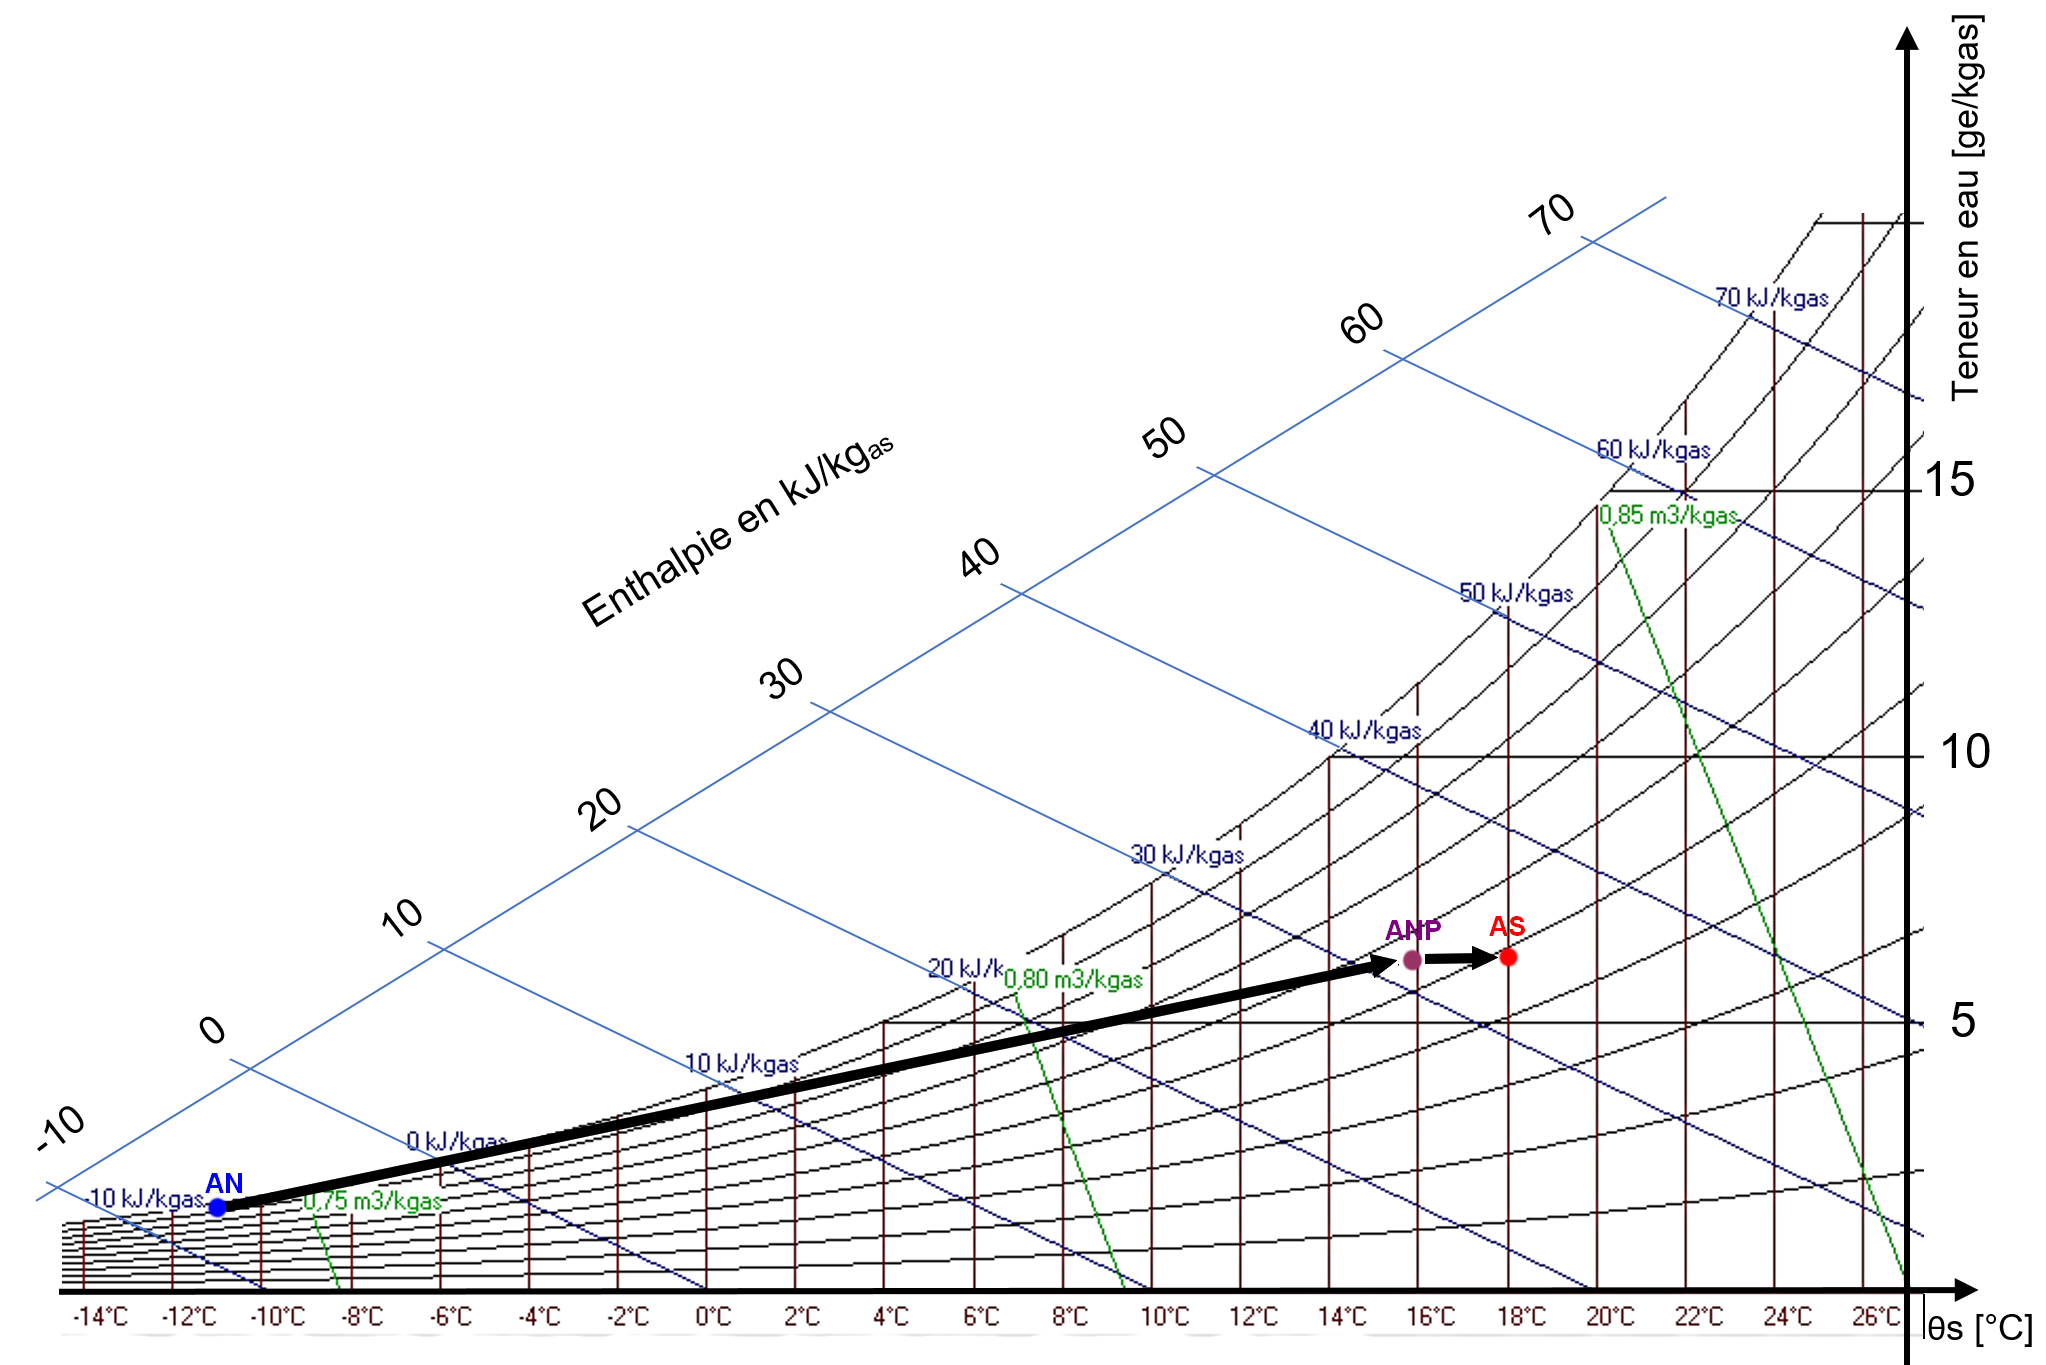 Teneur en eau [ge/kgas]
70
70 kJ/kgas
60
60 kJ/kgas
50
15
Enthalpie en kJ/kgas
0,85 m3/kgas
40
50 kJ/kgas
30
40 kJ/kgas
10
20
30 kJ/kgas
10
ANP
AS
20 kJ/k
0,80 m3/kgas
0
5
10 kJ/kgas
-10
0 kJ/kgas
AN
-10 kJ/kgas
0,75 m3/kgas
-14°C -12°C -10°C -8°C -6°C -4°C -2°C 0°C 2°C 4°C 6°C 8°C 10°C 12°C 14°C 16°C 18°C 20°C 22°C 24°C 26°C
θs [°C]